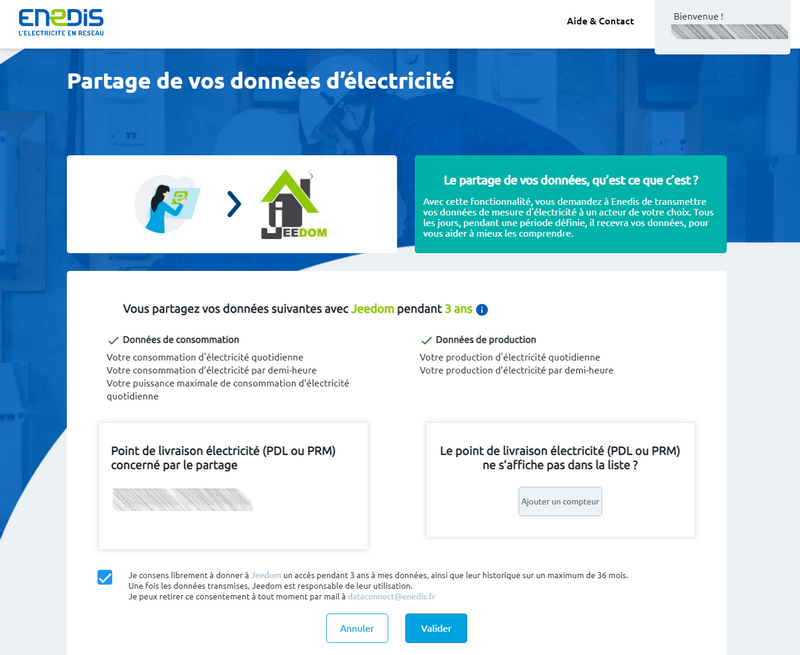 ENEDIS
L'ELECTRICITE EN RESEAU
Aide & Contact
Bienvenue !
Partage de vos données d’électricité
JEEDOM
Le partage de vos données, qu’est ce que c’est ?
Avec cette fonctionnalité, vous demandez à Enedis de transmettre
vos données de mesure d'électricité à un acteur de votre choix. Tous
les jours, pendant une période définie, il recevra vos données, pour
vous aider à mieux les comprendre.
Vous partagez vos données suivantes avec Jeedom pendant 3 ans i
Données de consommation
Votre consommation d'électricité quotidienne
Votre consommation d’électricité par demi-heure
Votre puissance maximale de consommation d’électricité
quotidienne
Données de production
Votre production d'électricité quotidienne
Votre production d’électricité par demi-heure
Point de livraison électricité (PDL ou PRM)
concerné par le partage
Le point de livraison électricité (PDL ou PRM)
ne s’affiche pas dans la liste ?
Ajouter un compteur
Je consens librement à donner à Jeedom un accès pendant 3 ans à mes données, ainsi que leur historique sur un maximum de 36 mois.
Une fois les données transmises, Jeedom est responsable de leur utilisation.
Je peux retirer ce consentement à tout moment par mail à dataconnect@enedis.fr
Annuler
Valider